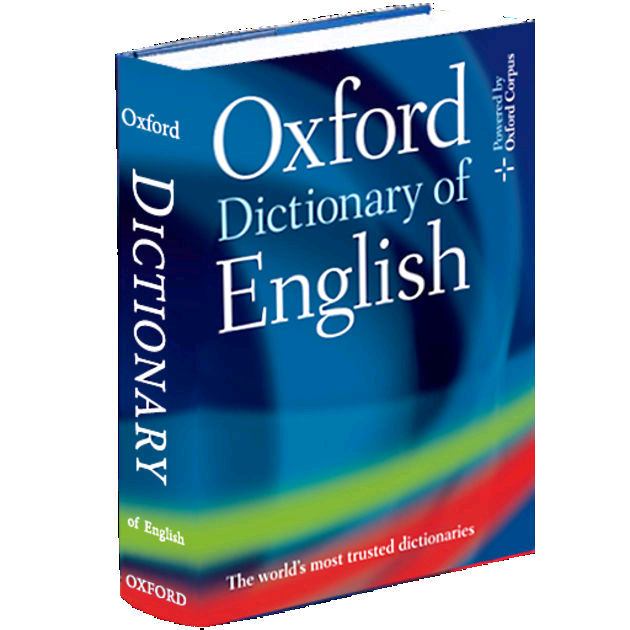 Oxford
DICTIONARY
of English
OXFORD
Oxford
Dictionary of
English
Powered by
Oxford Corpus
The world's most trusted dictionaries